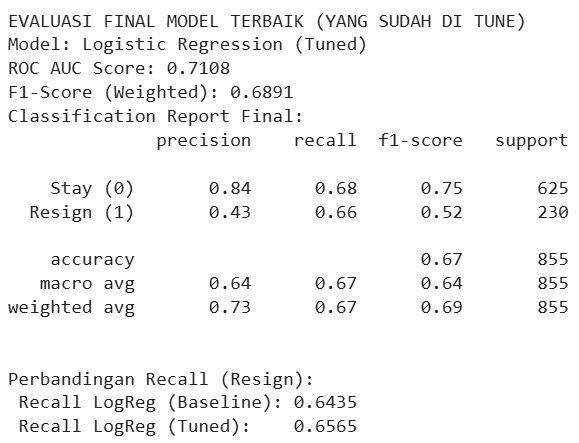 EVALUASI FINAL MODEL TERBAIK (YANG SUDAH DI TUNE)
Model: Logistic Regression (Tuned)
ROC AUC Score: 0.7108
F1-Score (Weighted): 0.6891
Classification Report Final:
precision recall f1-score support
Stay (0) 0.84 0.68 0.75 625
Resign (1) 0.43 0.66 0.52 230
accuracy 0.67 855
macro avg 0.64 0.67 0.64 855
weighted avg 0.73 0.67 0.69 855
Perbandingan Recall (Resign):
Recall LogReg (Baseline): 0.6435
Recall LogReg (Tuned): 0.6565